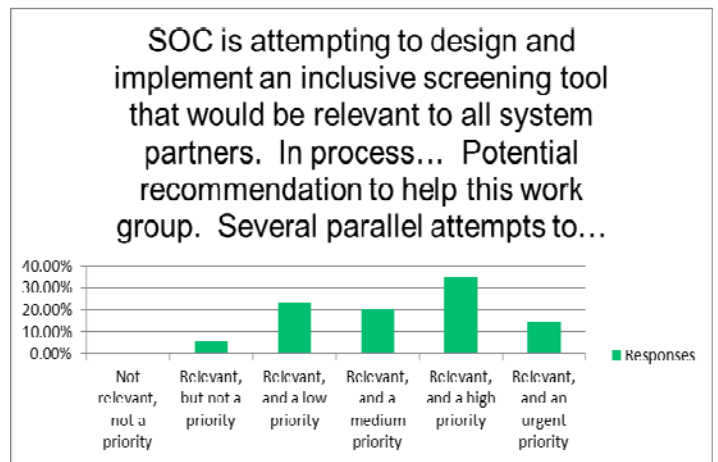 SOC is attempting to design and
implement an inclusive screening tool
that would be relevant to all system
partners.  In process…  Potential
recommendation to help this work
group.  Several parallel attempts to…
40.00%
30.00%
20.00%
10.00%
0.00%
Responses
Not Relevant, Relevant, Relevant, Relevant, Relevant,
relevant, but not a and a low and a and a high and an
not a priority priority medium priority urgent
priority priority priority